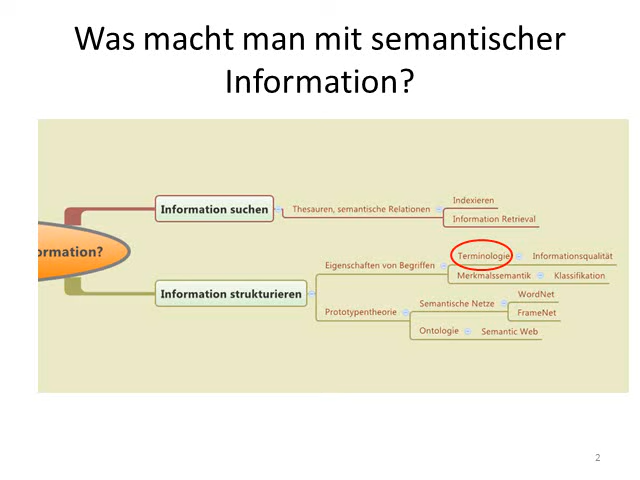 Was macht man mit semantischer
Information?
Indexieren
Information suchen
Thesauren, semantische Relationen
Information Retrieval
ormation?
Terminologie
Informationsqualität
Eigenschaften von Begriffen
Merkmalssemantik
Klassifikation
Information strukturieren
WordNet
Semantische Netze
Prototypentheorie
FrameNet
Ontologie
Semantic Web
2